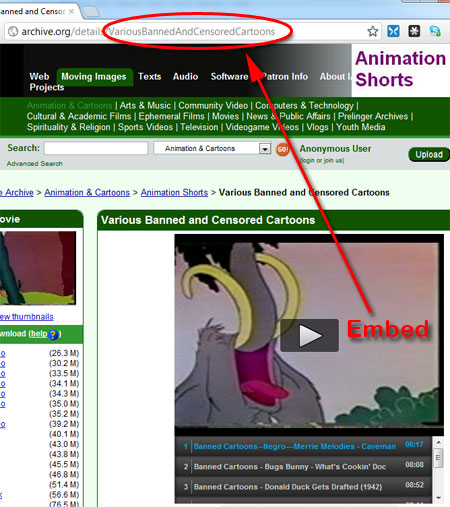 anned and Censor
archive.org/details/VariousBannedAndCensoredCartoons
Animation
Shorts
Web Moving Images Texts Audio Software Patron Info About I
Projects
Animation & Cartoons | Arts & Music | Community Video | Computers & Technology |
Cultural & Academic Films | Ephemeral Films | Movies | News & Public Affairs | Prelinger Archives |
Spirituality & Religion | Sports Videos | Television | Videogame Videos | Vlogs | Youth Media
Search: Animation & Cartoons GO! Anonymous User
(login or join us) Upload
Advanced Search
e Archive > Animation & Cartoons > Animation Shorts > Various Banned and Censored Cartoons
ovie
Various Banned and Censored Cartoons
ew thumbnails
wnload (help?)
o (26.3 M)
o (30.2 M)
o (33.5 M)
o (34.1 M)
o (34.3 M)
o (35.0 M)
o (35.2 M)
o (39.2 M)
(40.1 M)
(43.0 M)
(43.8 M)
(45.5 M)
(46.8 M)
(51.4 M)
(56.6 M)
(76.5 M)
Embed
1 Banned Cartoons--Negro---Merrie Melodies - Caveman 06:17
2 Banned Cartoons - Bugs Bunny - What's Cookin' Doc 08:08
3 Banned Cartoons - Donald Duck Gets Drafted (1942) 08:52